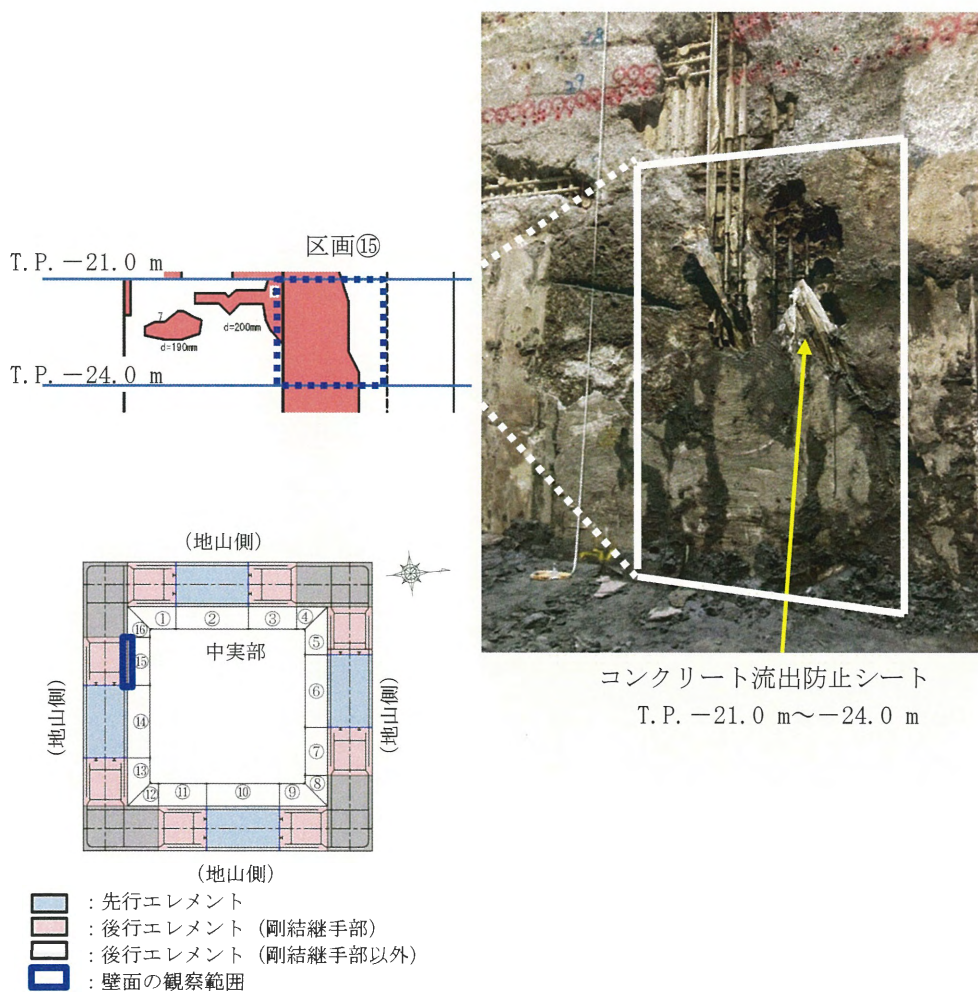 区画⑮
T.P. −21.0 m
7
d=200mm
d=190mm
T.P. −24.0 m
コンクリート流出防止シート
T.P. −21.0 m～−24.0 m
(地山側)
① ② ③ ④
⑯ ⑤
中実部
⑮ ⑥
(地山側) (地山側)
⑭
⑬ ⑦
⑫ ⑪ ⑩ ⑨ ⑧
(地山側)
：先行エレメント
：後行エレメント (剛結継手部)
：後行エレメント (剛結継手部以外)
：壁面の観察範囲